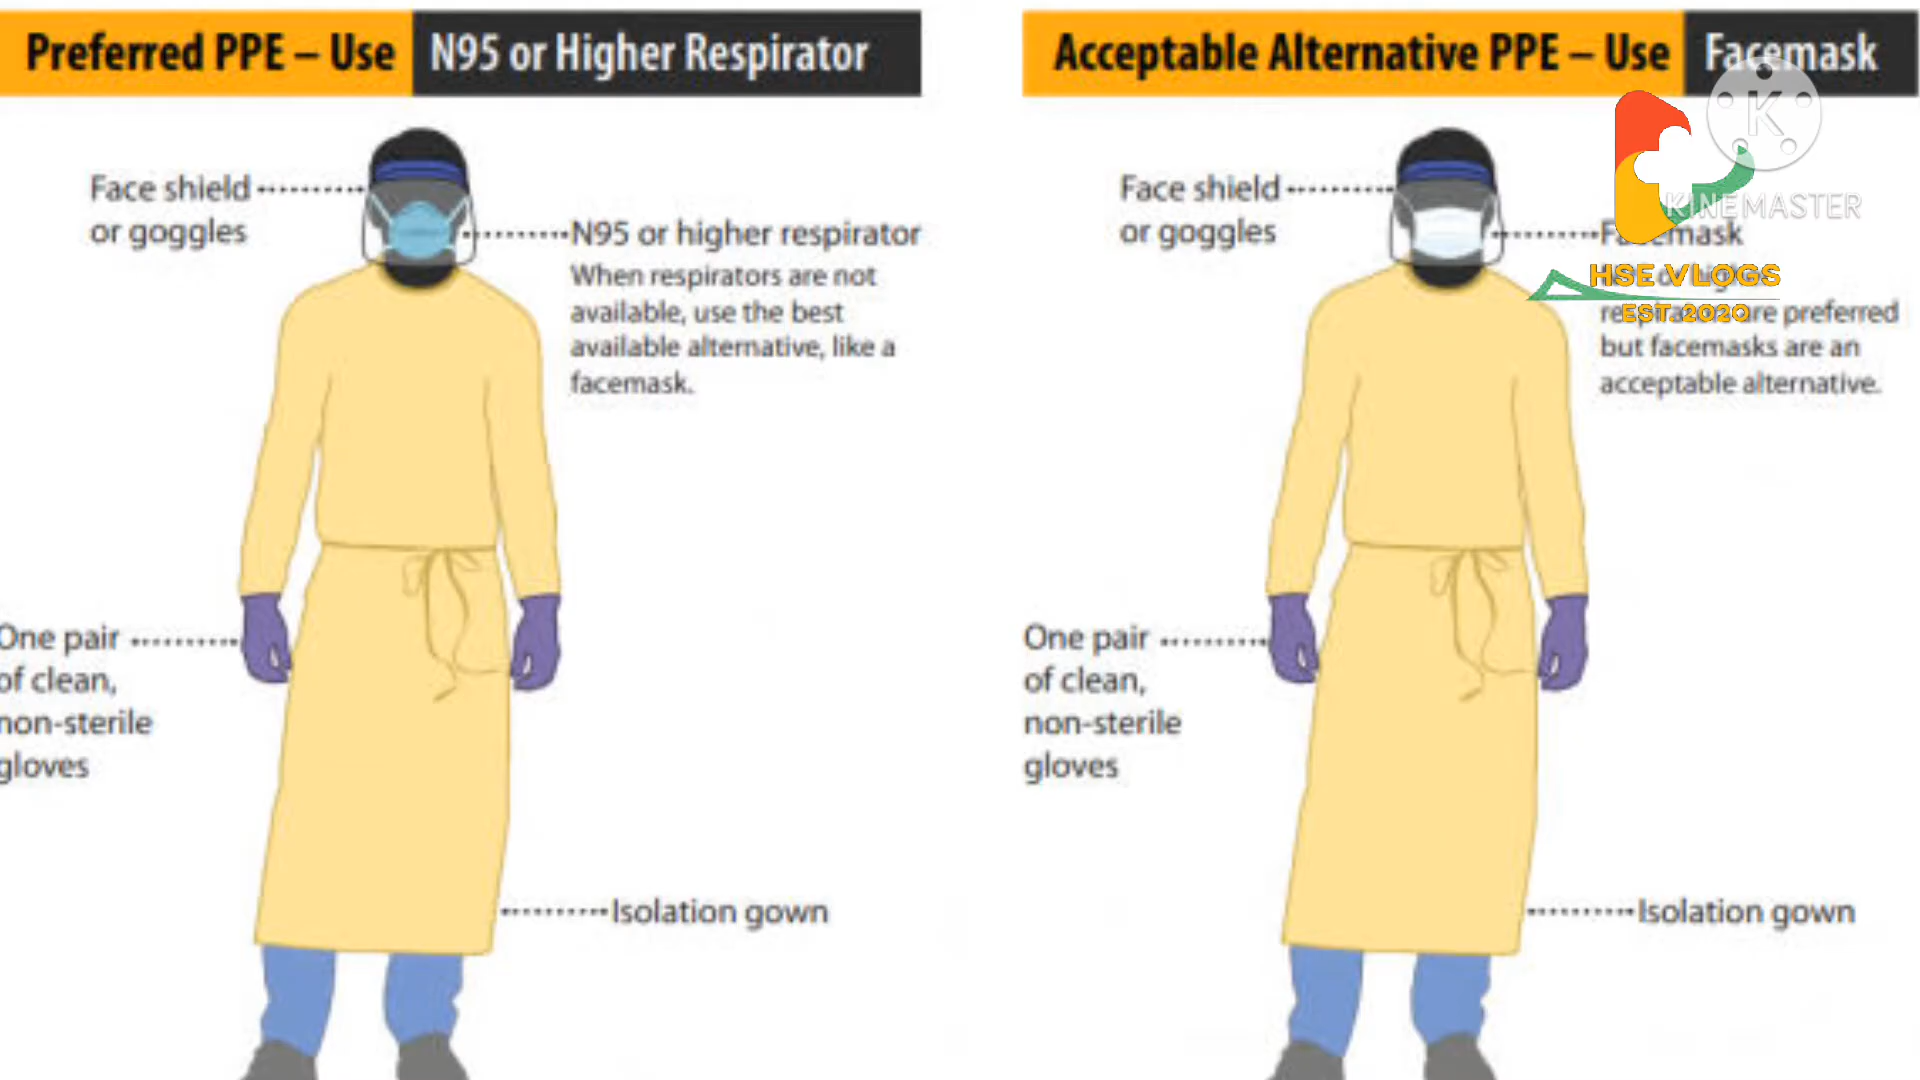 Preferred PPE – Use N95 or Higher Respirator
Face shield
or goggles
N95 or higher respirator
When respirators are not
available, use the best
available alternative, like a
facemask.
One pair
of clean,
non-sterile
gloves
Isolation gown
Acceptable Alternative PPE – Use Facemask
K
KINEMASTER
Face shield
or goggles
Facemask
HSE VLOGS
EST 2020
are preferred
but facemasks are an
acceptable alternative.
One pair
of clean,
non-sterile
gloves
Isolation gown